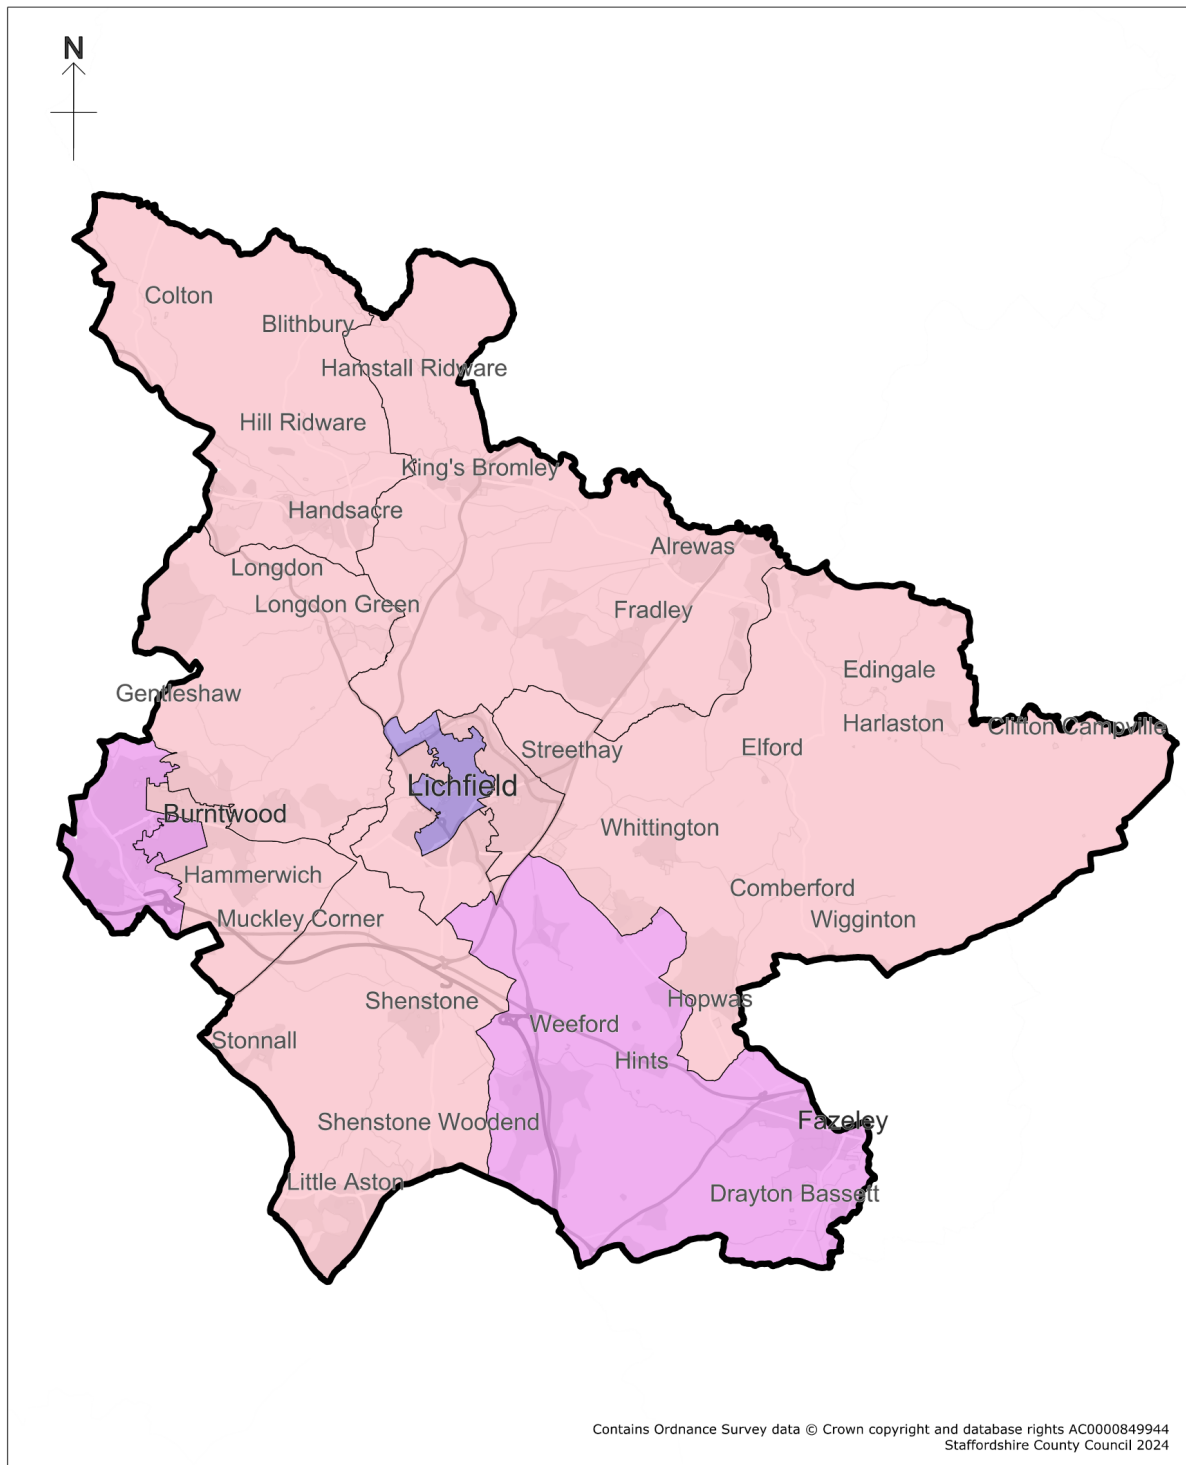 N
Colton
Blithbury
Hamstall Ridware
Hill Ridware
King's Bromley
Handsacre
Alrewas
Longdon
Longdon Green
Fradley
Edingale
Gentleshaw
Harlaston
Clifton Campville
Streethay
Elford
Lichfield
Burntwood
Whittington
Hammerwich
Comberford
Muckley Corner
Wigginton
Shenstone
Hopwas
Weeford
Stonnall
Hints
Shenstone Woodend
Fazeley
Little Aston
Drayton Bassett
Contains Ordnance Survey data © Crown copyright and database rights AC0000849944
Staffordshire County Council 2024